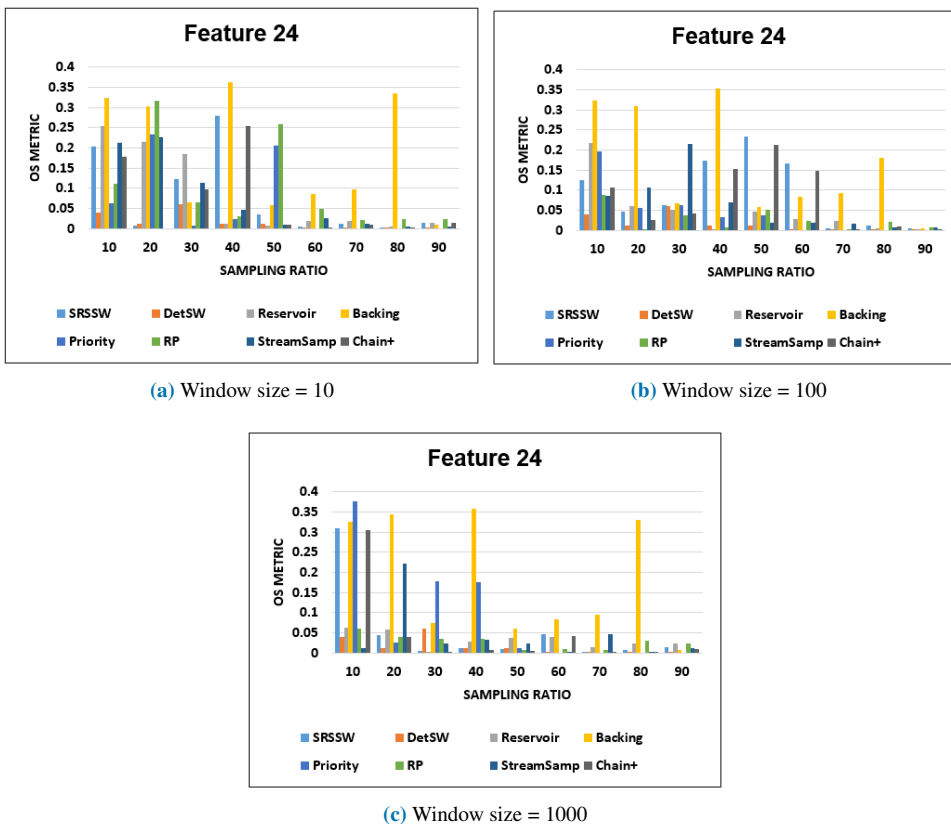 Feature 24
0.4
0.35
0.3
0.25
0.2
0.15
0.1
0.05
0
OS METRIC
10 20 30 40 50 60 70 80 90
SAMPLING RATIO
SRSSW DetSW Reservoir Backing
Priority RP StreamSamp Chain+
(a) Window size = 10
Feature 24
0.4
0.35
0.3
0.25
0.2
0.15
0.1
0.05
0
OS METRIC
10 20 30 40 50 60 70 80 90
SAMPLING RATIO
SRSSW DetSW Reservoir Backing
Priority RP StreamSamp Chain+
(b) Window size = 100
Feature 24
0.4
0.35
0.3
0.25
0.2
0.15
0.1
0.05
0
OS METRIC
10 20 30 40 50 60 70 80 90
SAMPLING RATIO
SRSSW DetSW Reservoir Backing
Priority RP StreamSamp Chain+
(c) Window size = 1000